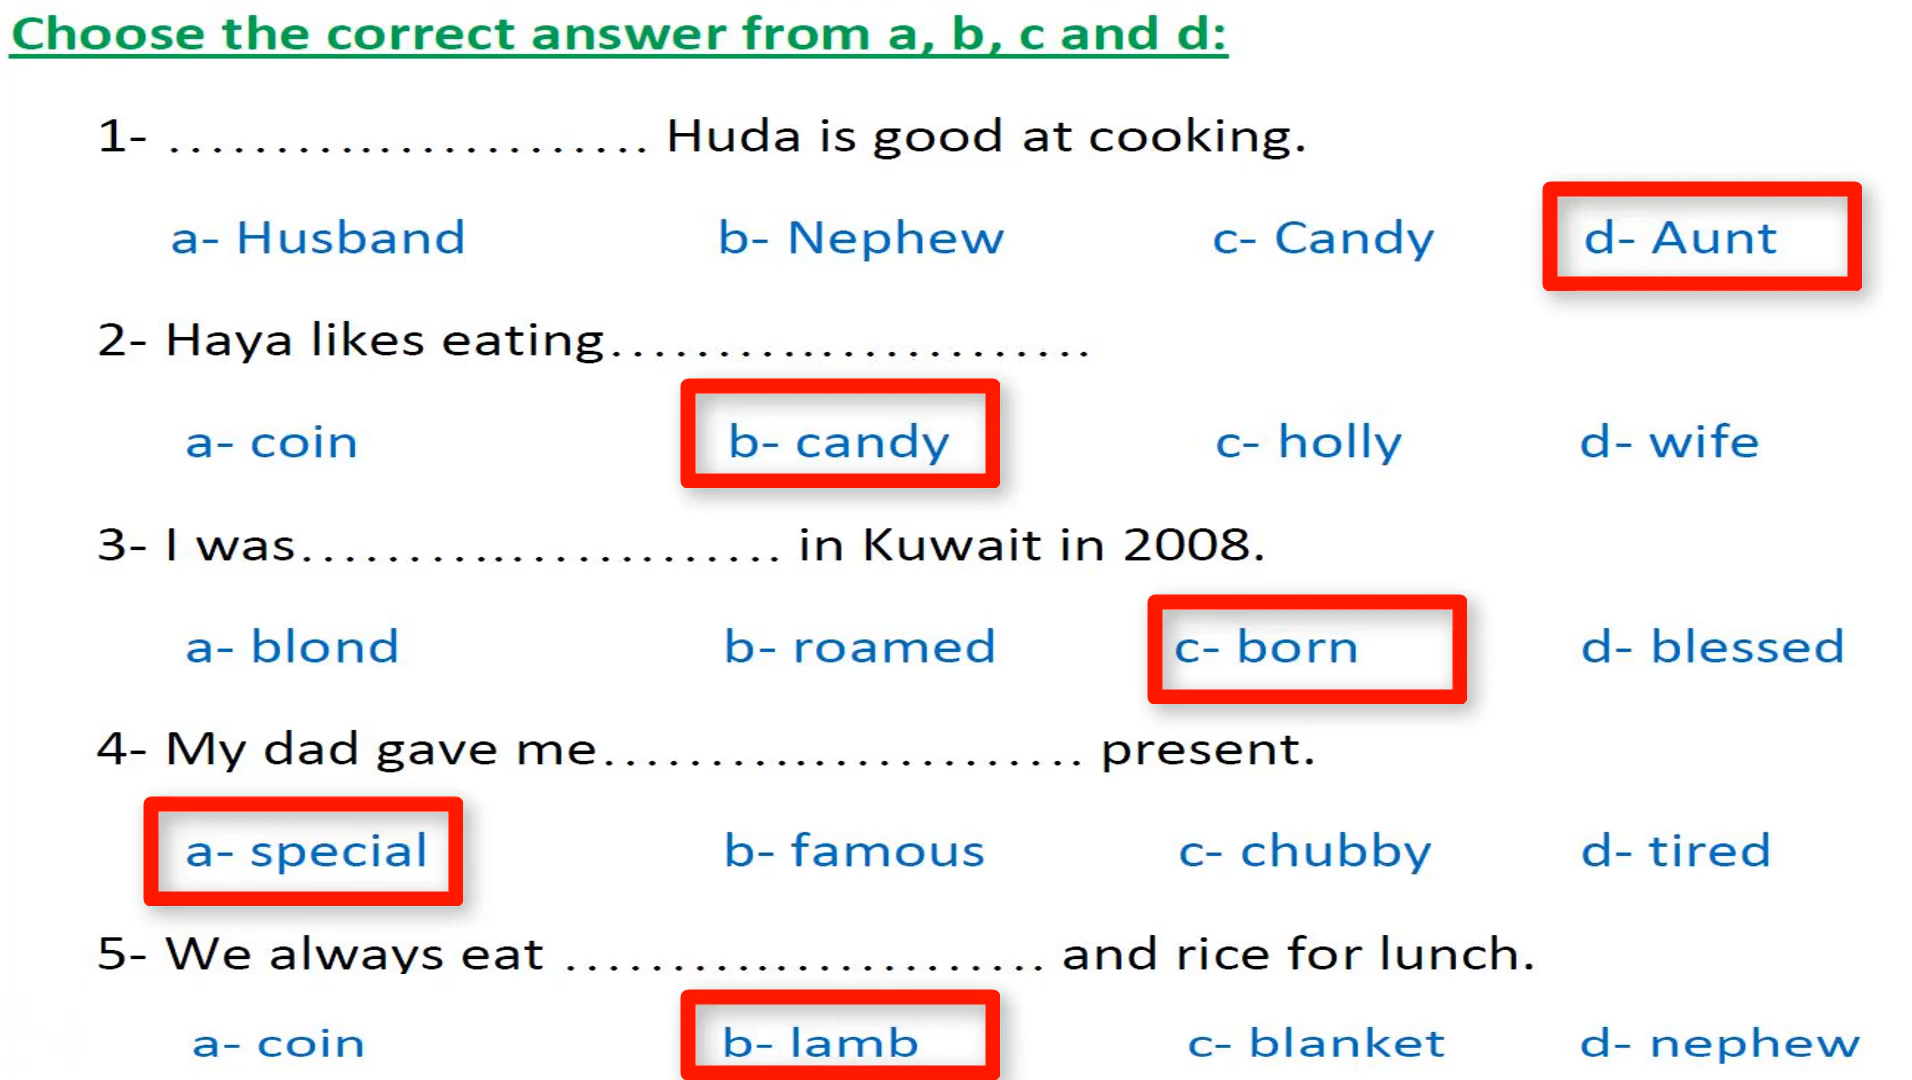 Choose the correct answer from a, b, c and d:
1- ........................ Huda is good at cooking.
a- Husband b- Nephew c- Candy d- Aunt
2- Haya likes eating........................
a- coin b- candy c- holly d- wife
3- I was........................ in Kuwait in 2008.
a- blond b- roamed c- born d- blessed
4- My dad gave me........................ present.
a- special b- famous c- chubby d- tired
5- We always eat ........................ and rice for lunch.
a- coin b- lamb c- blanket d- nephew